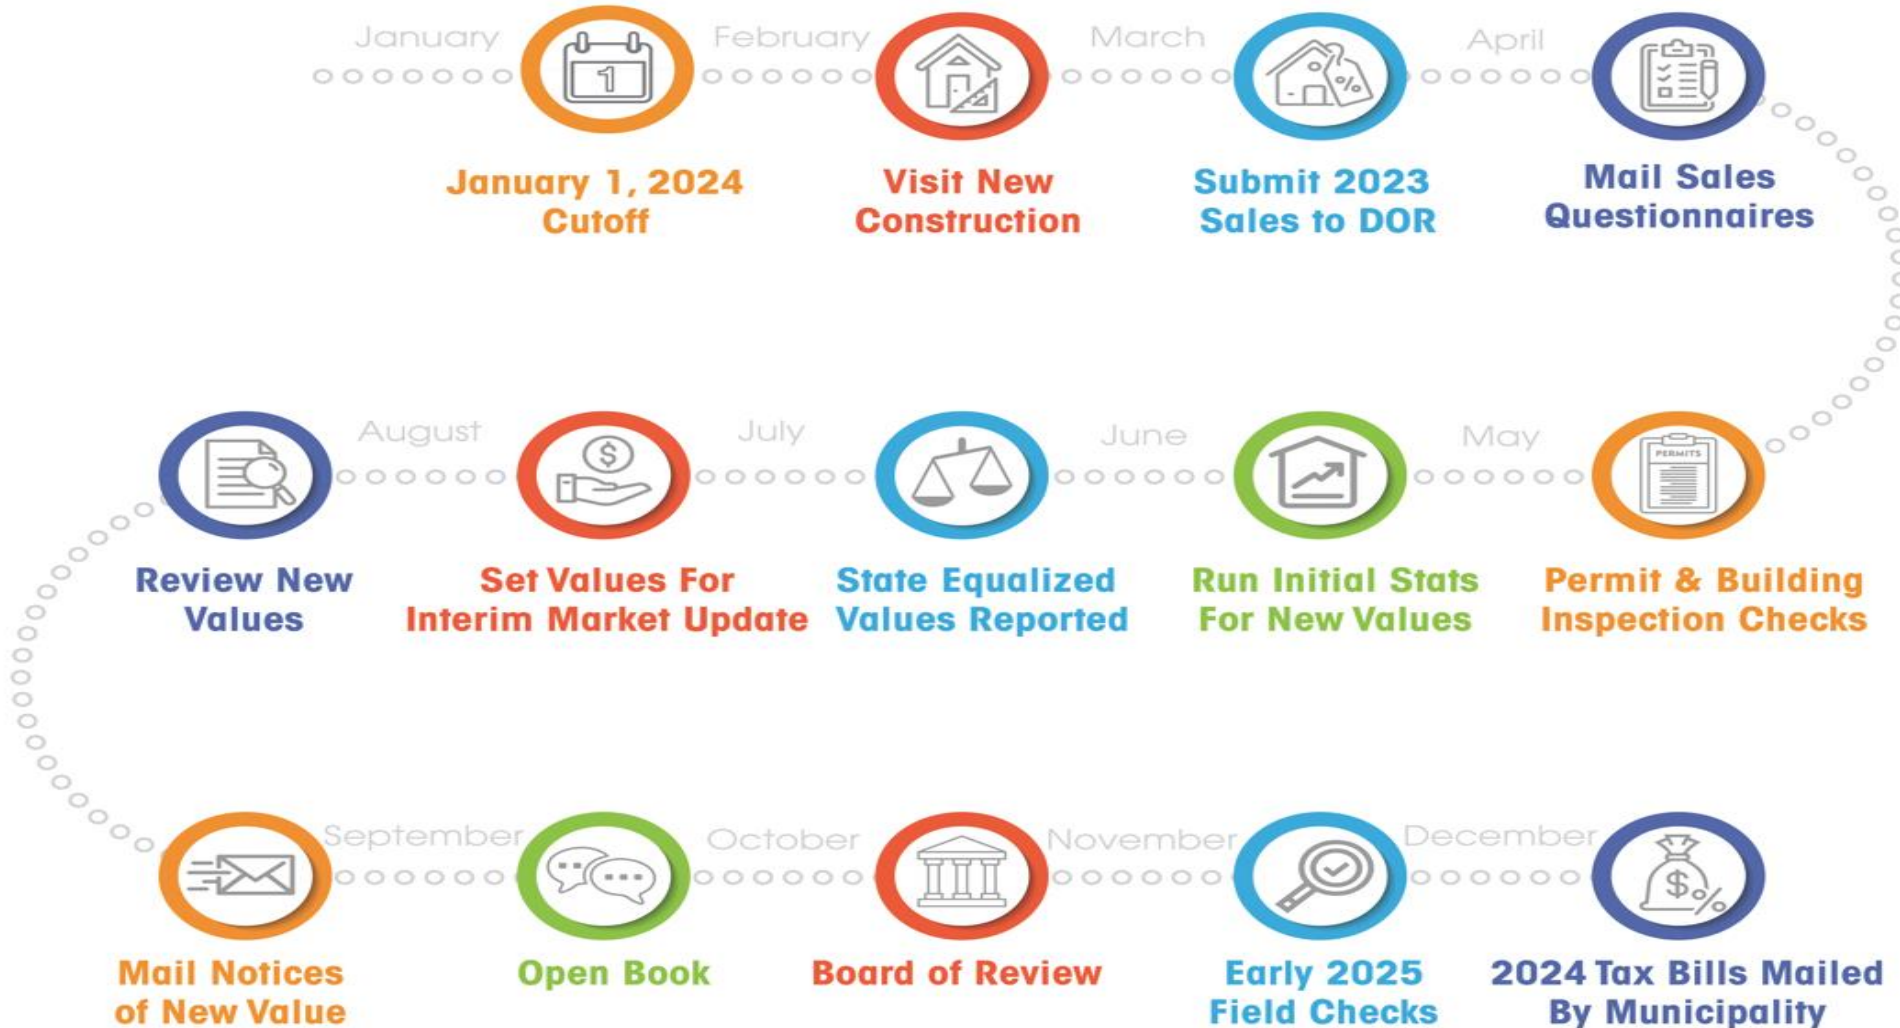 January
February
March
April
1
%
January 1, 2024
Cutoff
Visit New
Construction
Submit 2023
Sales to DOR
Mail Sales
Questionnaires
August
July
June
May
$
PERMITS
Review New
Values
Set Values For
Interim Market Update
State Equalized
Values Reported
Run Initial Stats
For New Values
Permit & Building
Inspection Checks
September
October
November
December
$%
Mail Notices
of New Value
Open Book
Board of Review
Early 2025
Field Checks
2024 Tax Bills Mailed
By Municipality